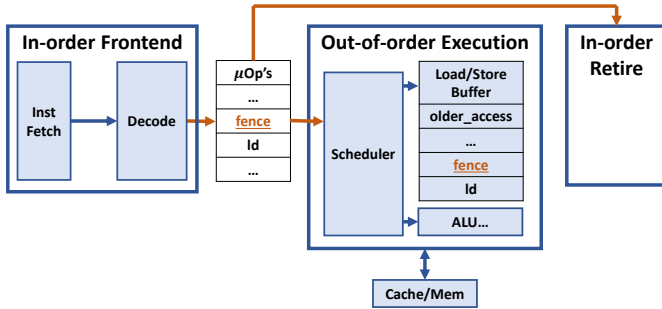 In-order Frontend
Inst
Fetch
Decode
μOp's
...
fence
ld
...
Out-of-order Execution
Scheduler
Load/Store
Buffer
older_access
...
fence
ld
ALU...
Cache/Mem
In-order
Retire